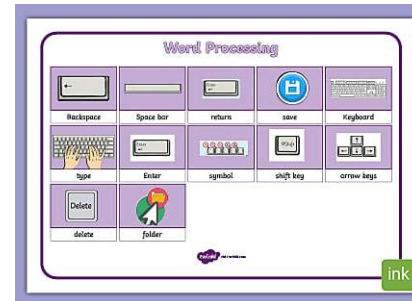 Word Processing
Backspace Space bar return save Keyboard
type Enter symbol shift key arrow keys
Delete
delete folder
ink